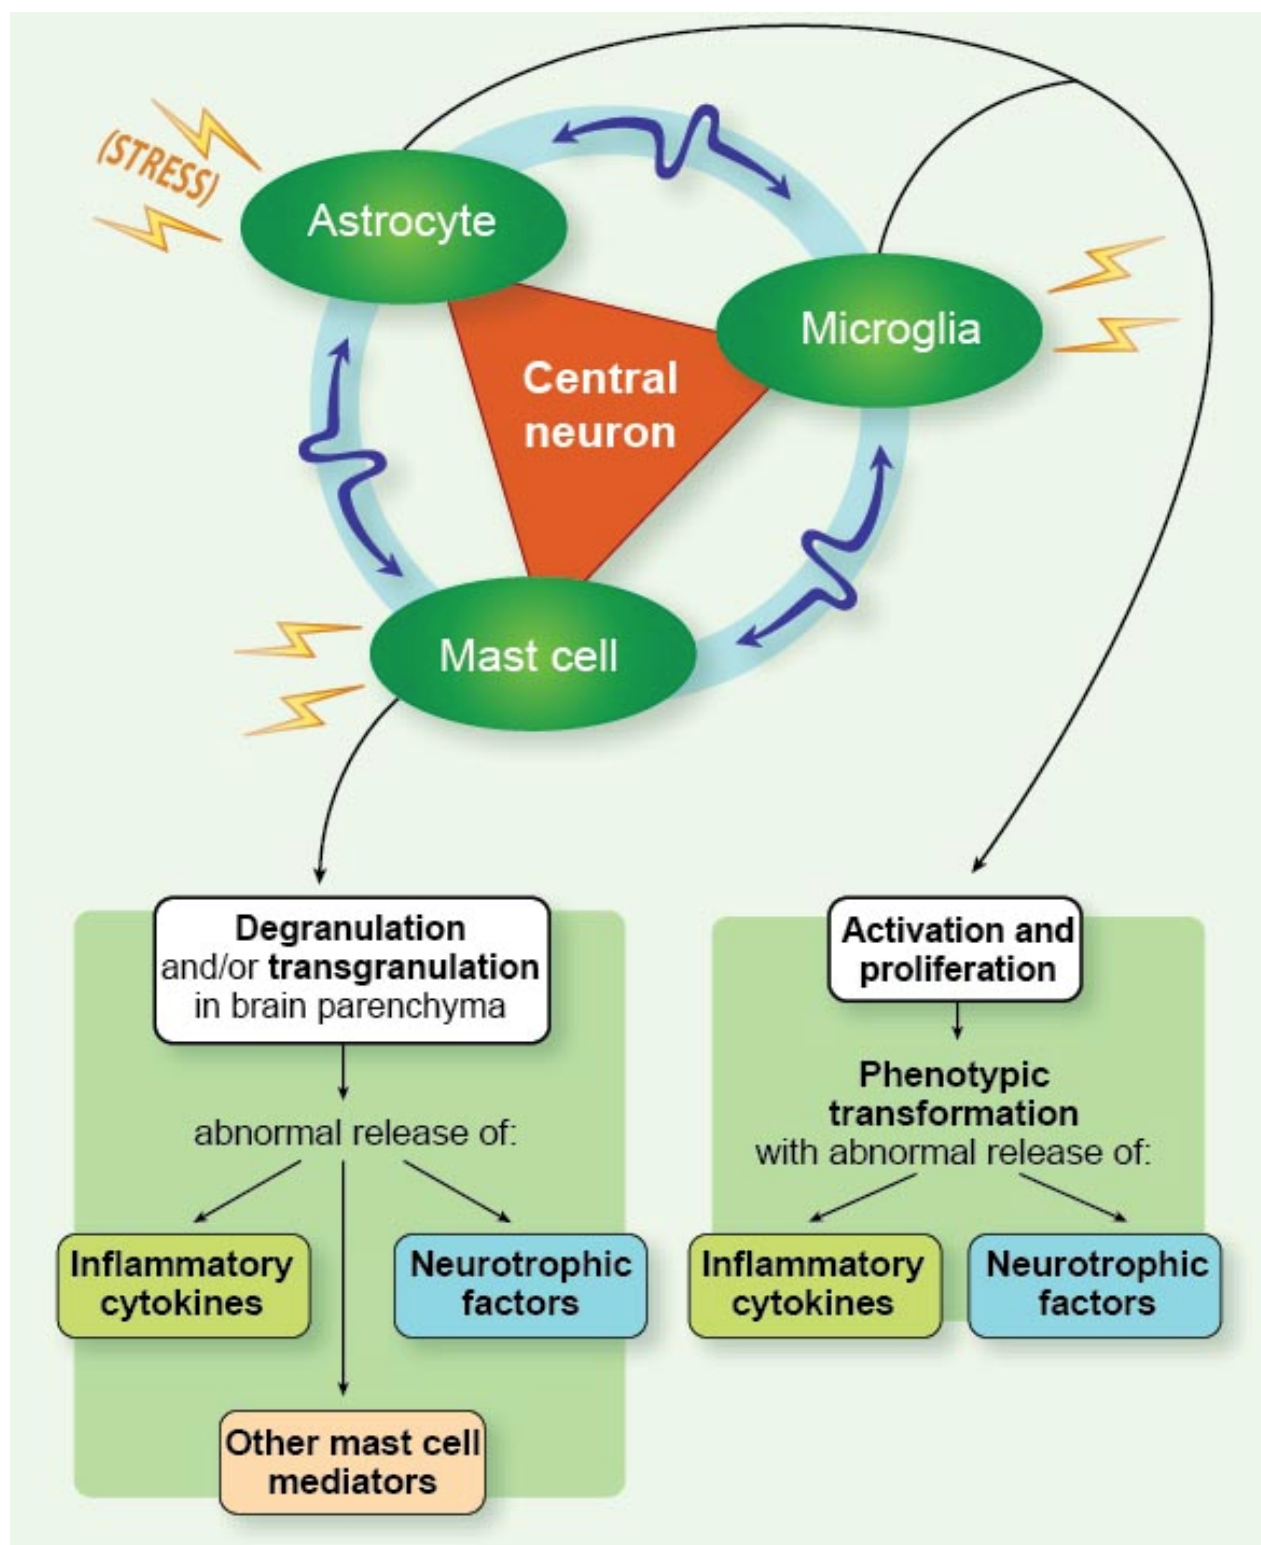 (STRESS)
Astrocyte
Microglia
Central
neuron
Mast cell
Degranulation
and/or transgranulation
in brain parenchyma
abnormal release of:
Inflammatory
cytokines
Neurotrophic
factors
Other mast cell
mediators
Activation and
proliferation
Phenotypic
transformation
with abnormal release of:
Inflammatory
cytokines
Neurotrophic
factors